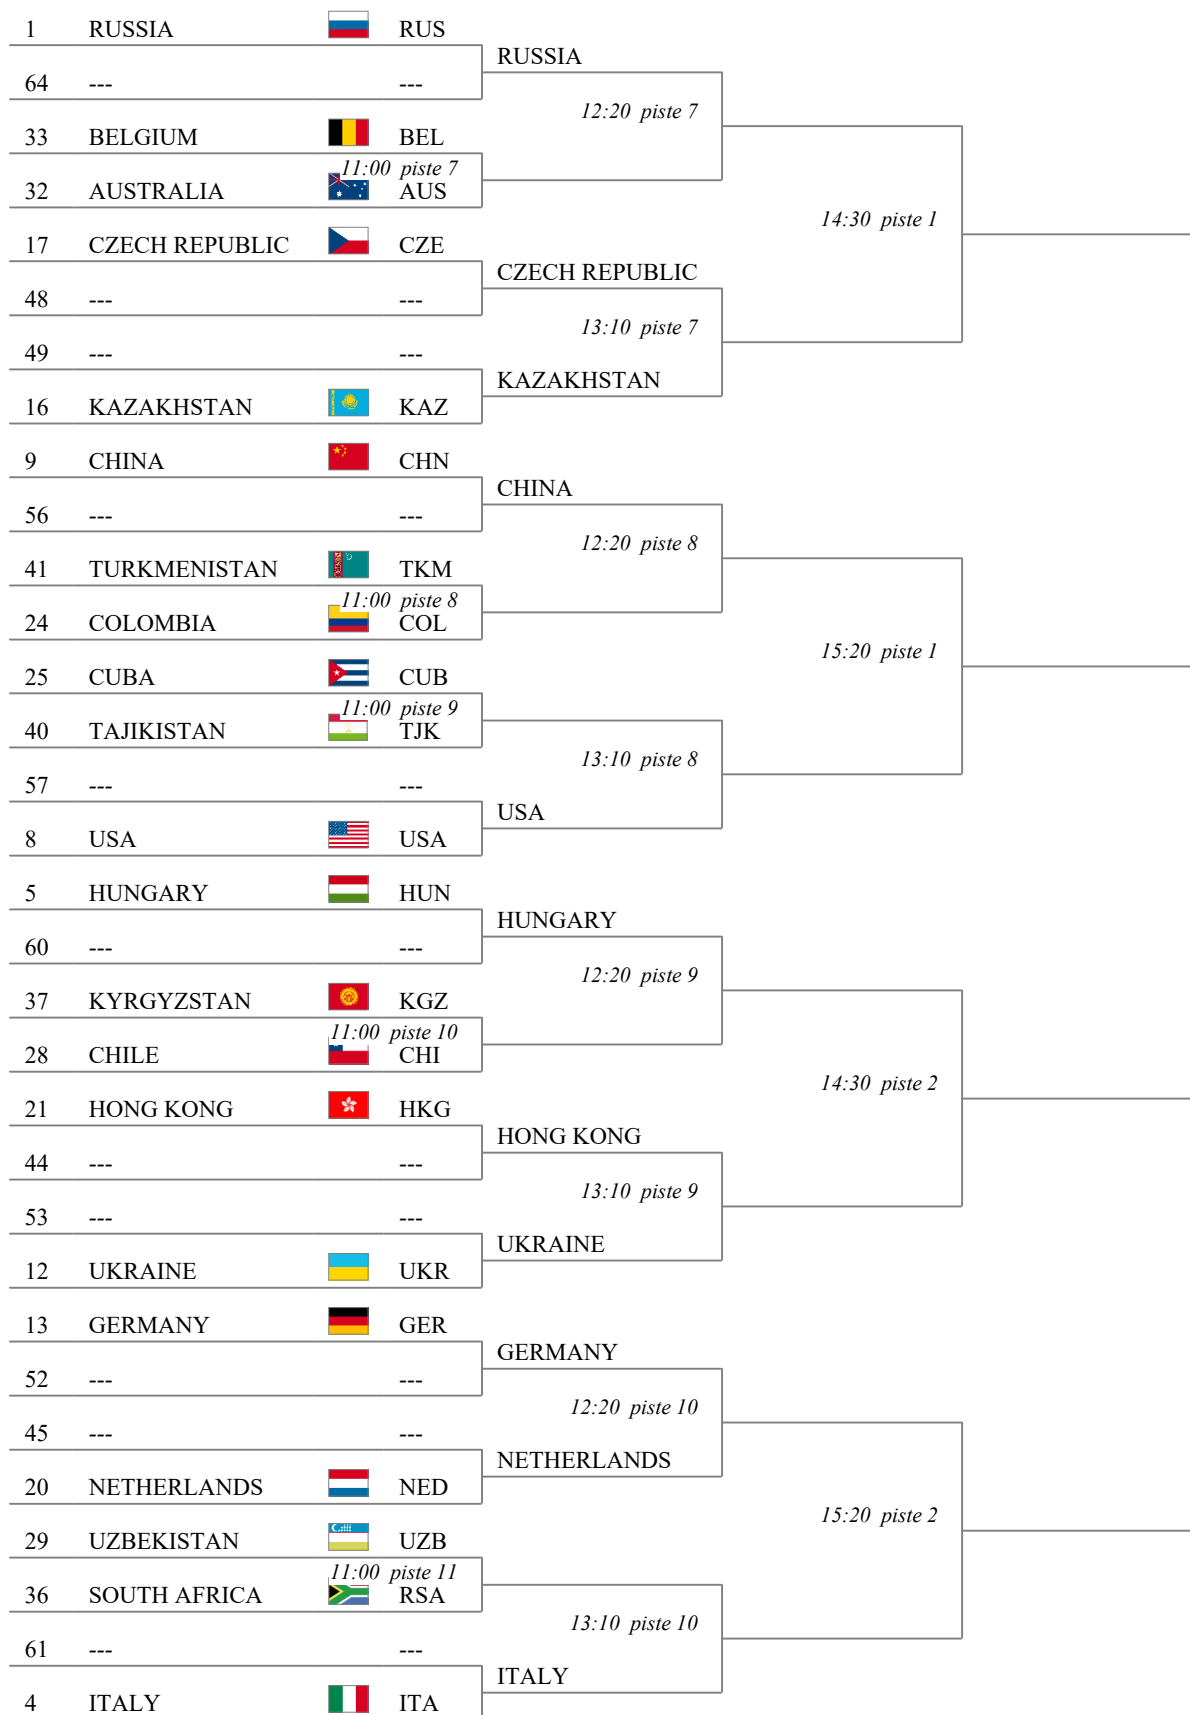 1 RUSSIA RUS
RUSSIA
64 --- ---
12:20 piste 7
33 BELGIUM BEL
11:00 piste 7
32 AUSTRALIA AUS
14:30 piste 1
17 CZECH REPUBLIC CZE
CZECH REPUBLIC
48 --- ---
13:10 piste 7
49 --- ---
KAZAKHSTAN
16 KAZAKHSTAN KAZ
9 CHINA CHN
CHINA
56 --- ---
12:20 piste 8
41 TURKMENISTAN TKM
11:00 piste 8
24 COLOMBIA COL
15:20 piste 1
25 CUBA CUB
11:00 piste 9
40 TAJIKISTAN TJK
13:10 piste 8
57 --- ---
USA
8 USA USA
5 HUNGARY HUN
HUNGARY
60 --- ---
12:20 piste 9
37 KYRGYZSTAN KGZ
11:00 piste 10
28 CHILE CHI
14:30 piste 2
21 HONG KONG HKG
HONG KONG
44 --- ---
13:10 piste 9
53 --- ---
UKRAINE
12 UKRAINE UKR
13 GERMANY GER
GERMANY
52 --- ---
12:20 piste 10
45 --- ---
NETHERLANDS
20 NETHERLANDS NED
15:20 piste 2
29 UZBEKISTAN UZB
11:00 piste 11
36 SOUTH AFRICA RSA
13:10 piste 10
61 --- ---
ITALY
4 ITALY ITA